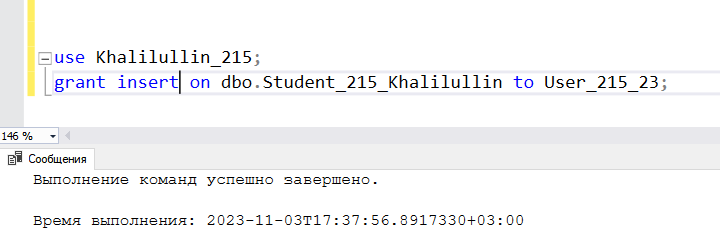 use Khalilullin_215;
grant insert on dbo.Student_215_Khalilullin to User_215_23;
146 %
Сообщения
Выполнение команд успешно завершено.
Время выполнения: 2023-11-03T17:37:56.8917330+03:00